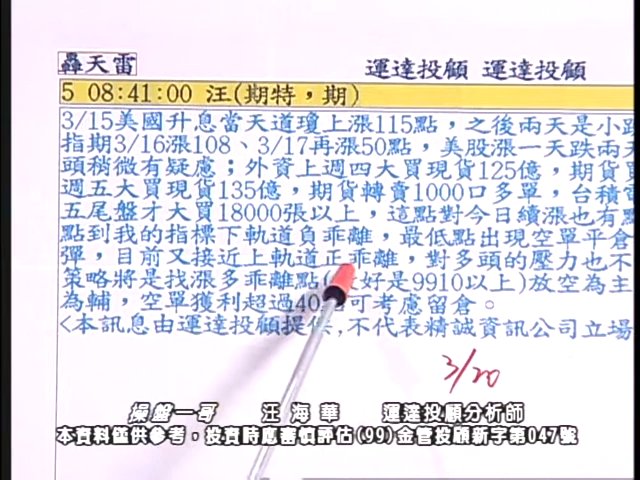 轟天雷 運達投顧 運達投顧
5 08:41:00 汪(期特，期)
3/15美國升息當天道瓊上漲115點，之後兩天是小跌
指期3/16漲108、3/17再漲50點，美股漲一天跌兩天
頭稍微有疑慮；外資上週四大買現貨125億，期貨買
週五大買現貨135億，期貨轉賣1000口多單，台積電
五尾盤才大買18000張以上，這點對今日續漲也有點
點到我的指標下軌道負乖離，最低點出現空單平倉
彈，目前又接近上軌道正乖離，對多頭的壓力也不
策略將是找漲多乖離點(最好是9910以上)放空為主
為輔，空單獲利超過40 可考慮留倉。
<本訊息由運達投顧提供,不代表精誠資訊公司立場
3/20
操盤一哥 汪海華 運達投顧分析師
本資料僅供參考，投資時應審慎評估(99)金管投顧新字第047號